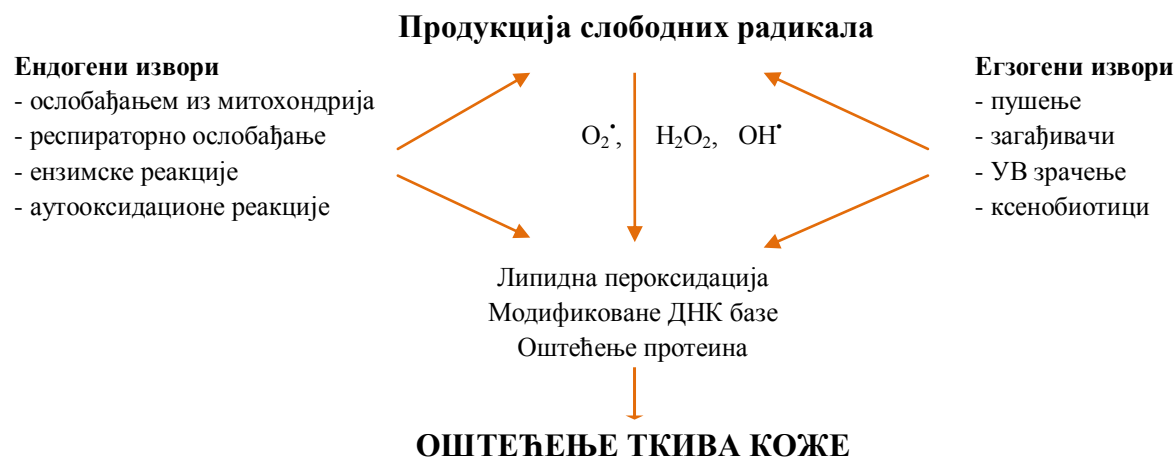 Продукција слободних радикала
Ендогени извори
- ослобађањем из митохондрија
- респираторно ослобађање
- ензимске реакције
- аутооксидационе реакције
Егзогени извори
- пушење
- загађивачи
- УВ зрачење
- ксенобиотици
O₂˙, H₂O₂, OH˙
Липидна пероксидација
Модификоване ДНК базе
Оштећење протеина
ОШТЕЋЕЊЕ ТКИВА КОЖЕ